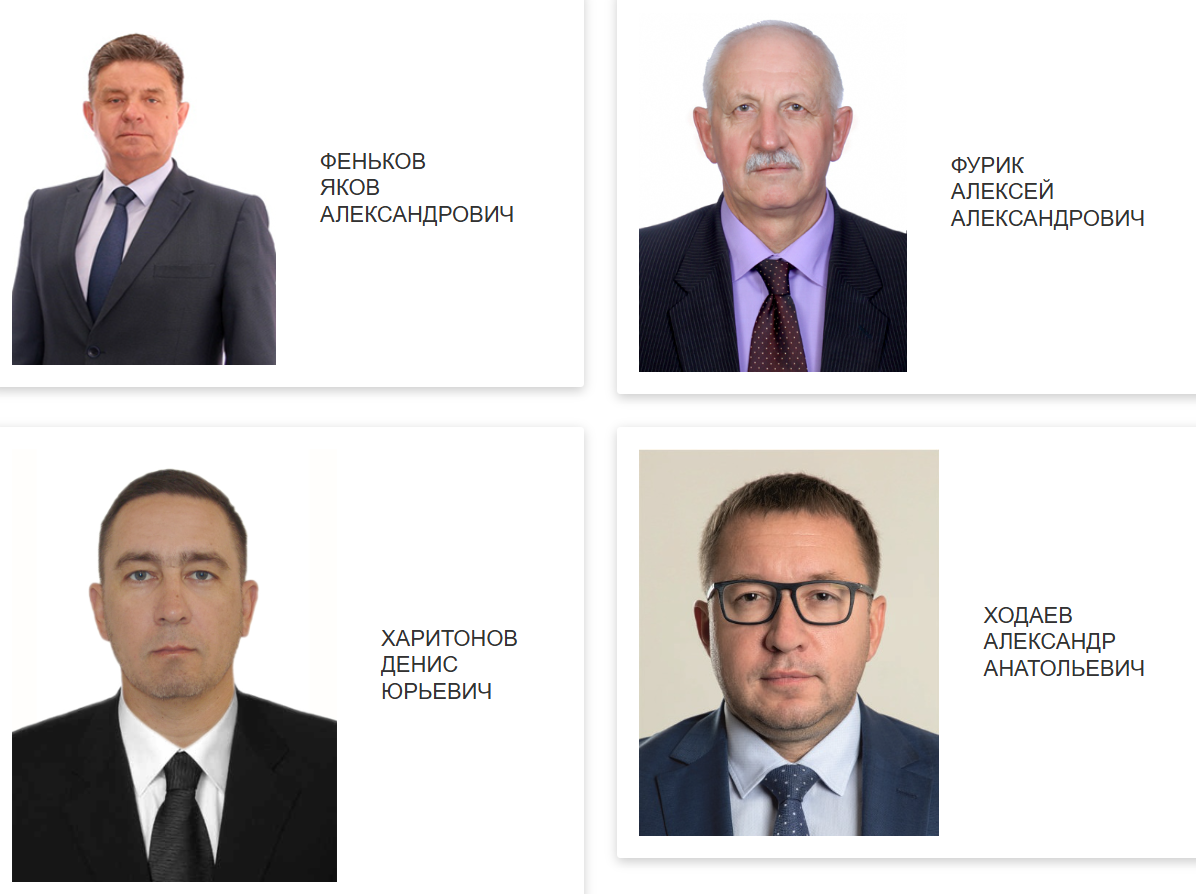 ФЕНЬКОВ
ЯКОВ
АЛЕКСАНДРОВИЧ
ФУРИК
АЛЕКСЕЙ
АЛЕКСАНДРОВИЧ
ХАРИТОНОВ
ДЕНИС
ЮРЬЕВИЧ
ХОДАЕВ
АЛЕКСАНДР
АНАТОЛЬЕВИЧ